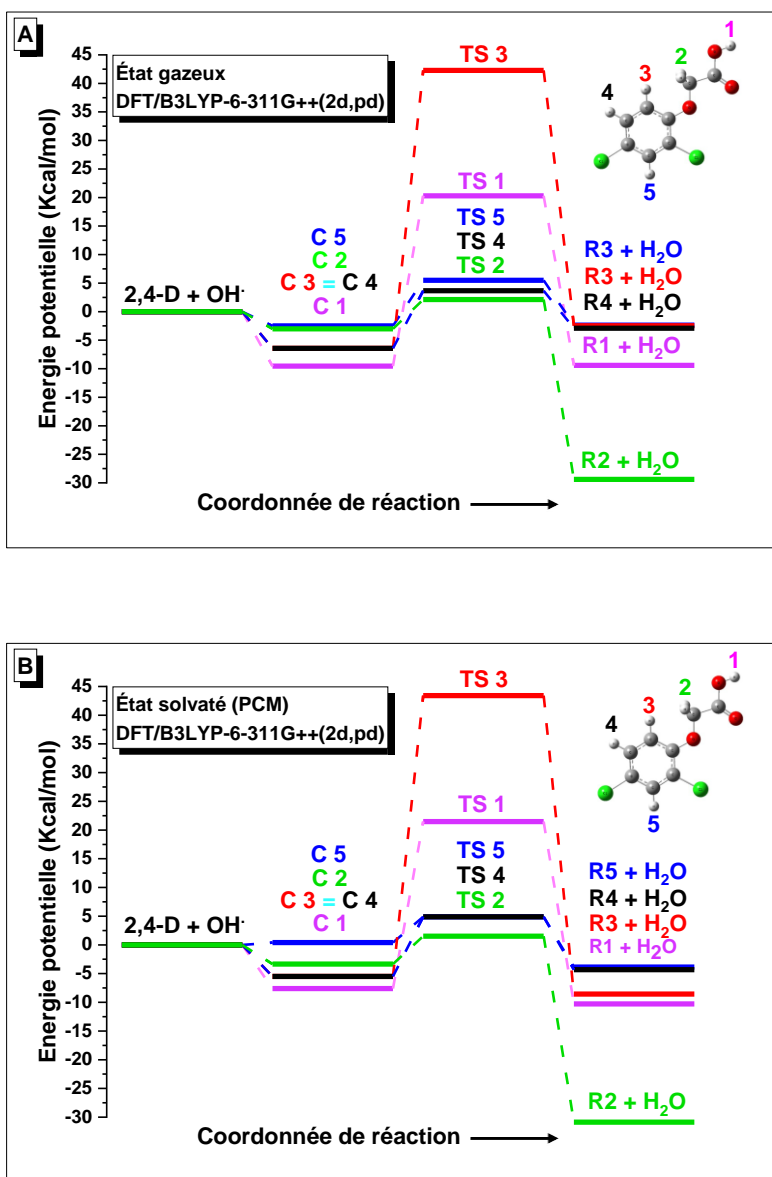 A
État gazeux
DFT/B3LYP-6-311G++(2d,pd)
Energie potentielle (Kcal/mol)
45
40
35
30
25
20
15
10
5
0
-5
-10
-15
-20
-25
-30
2,4-D + OH·
C 5
C 2
C 3 = C 4
C 1
TS 3
TS 1
TS 5
TS 4
TS 2
1
2
3
4
5
R3 + H₂O
R3 + H₂O
R4 + H₂O
R1 + H₂O
R2 + H₂O
Coordonnée de réaction
B
État solvaté (PCM)
DFT/B3LYP-6-311G++(2d,pd)
Energie potentielle (Kcal/mol)
45
40
35
30
25
20
15
10
5
0
-5
-10
-15
-20
-25
-30
2,4-D + OH·
C 5
C 2
C 3 = C 4
C 1
TS 3
TS 1
TS 5
TS 4
TS 2
1
2
3
4
5
R5 + H₂O
R4 + H₂O
R3 + H₂O
R1 + H₂O
R2 + H₂O
Coordonnée de réaction